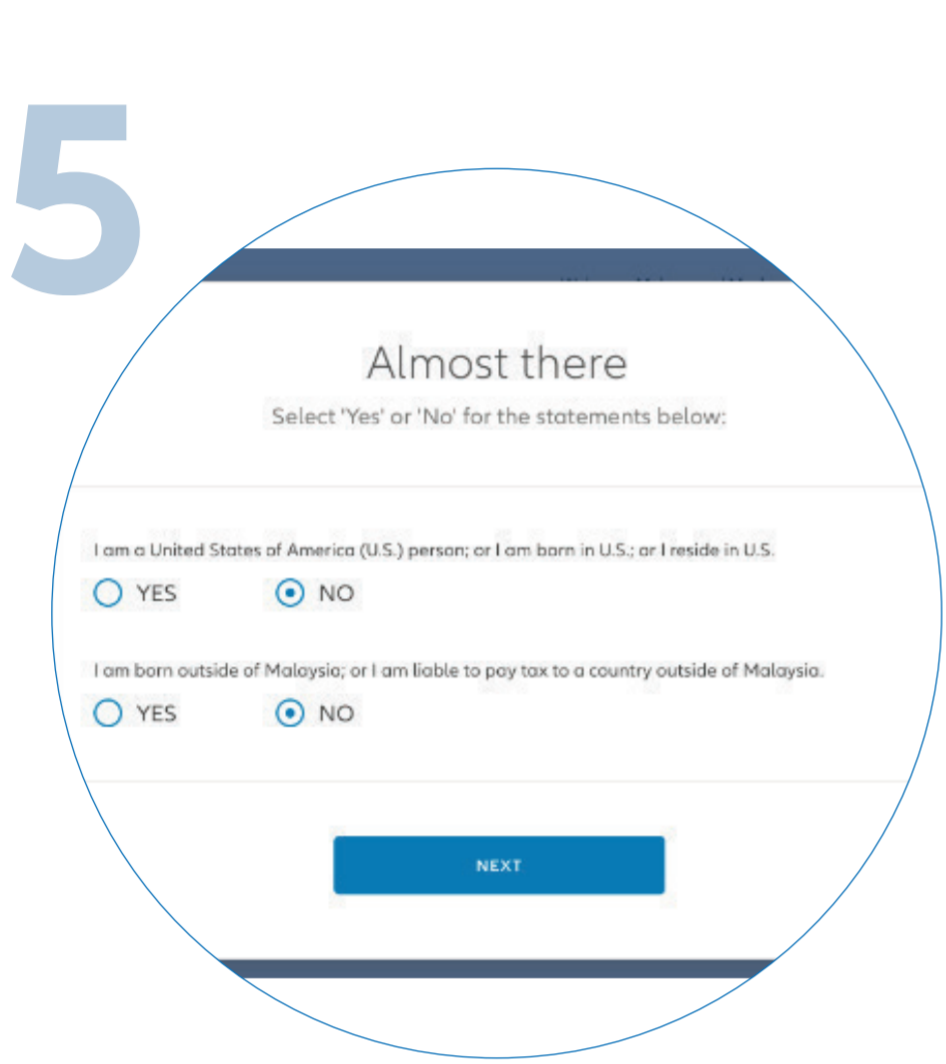 5
Almost there
Select 'Yes' or 'No' for the statements below:
I am a United States of America (U.S.) person; or I am born in U.S.; or I reside in U.S.
YES NO
I am born outside of Malaysia; or I am liable to pay tax to a country outside of Malaysia.
YES NO
NEXT